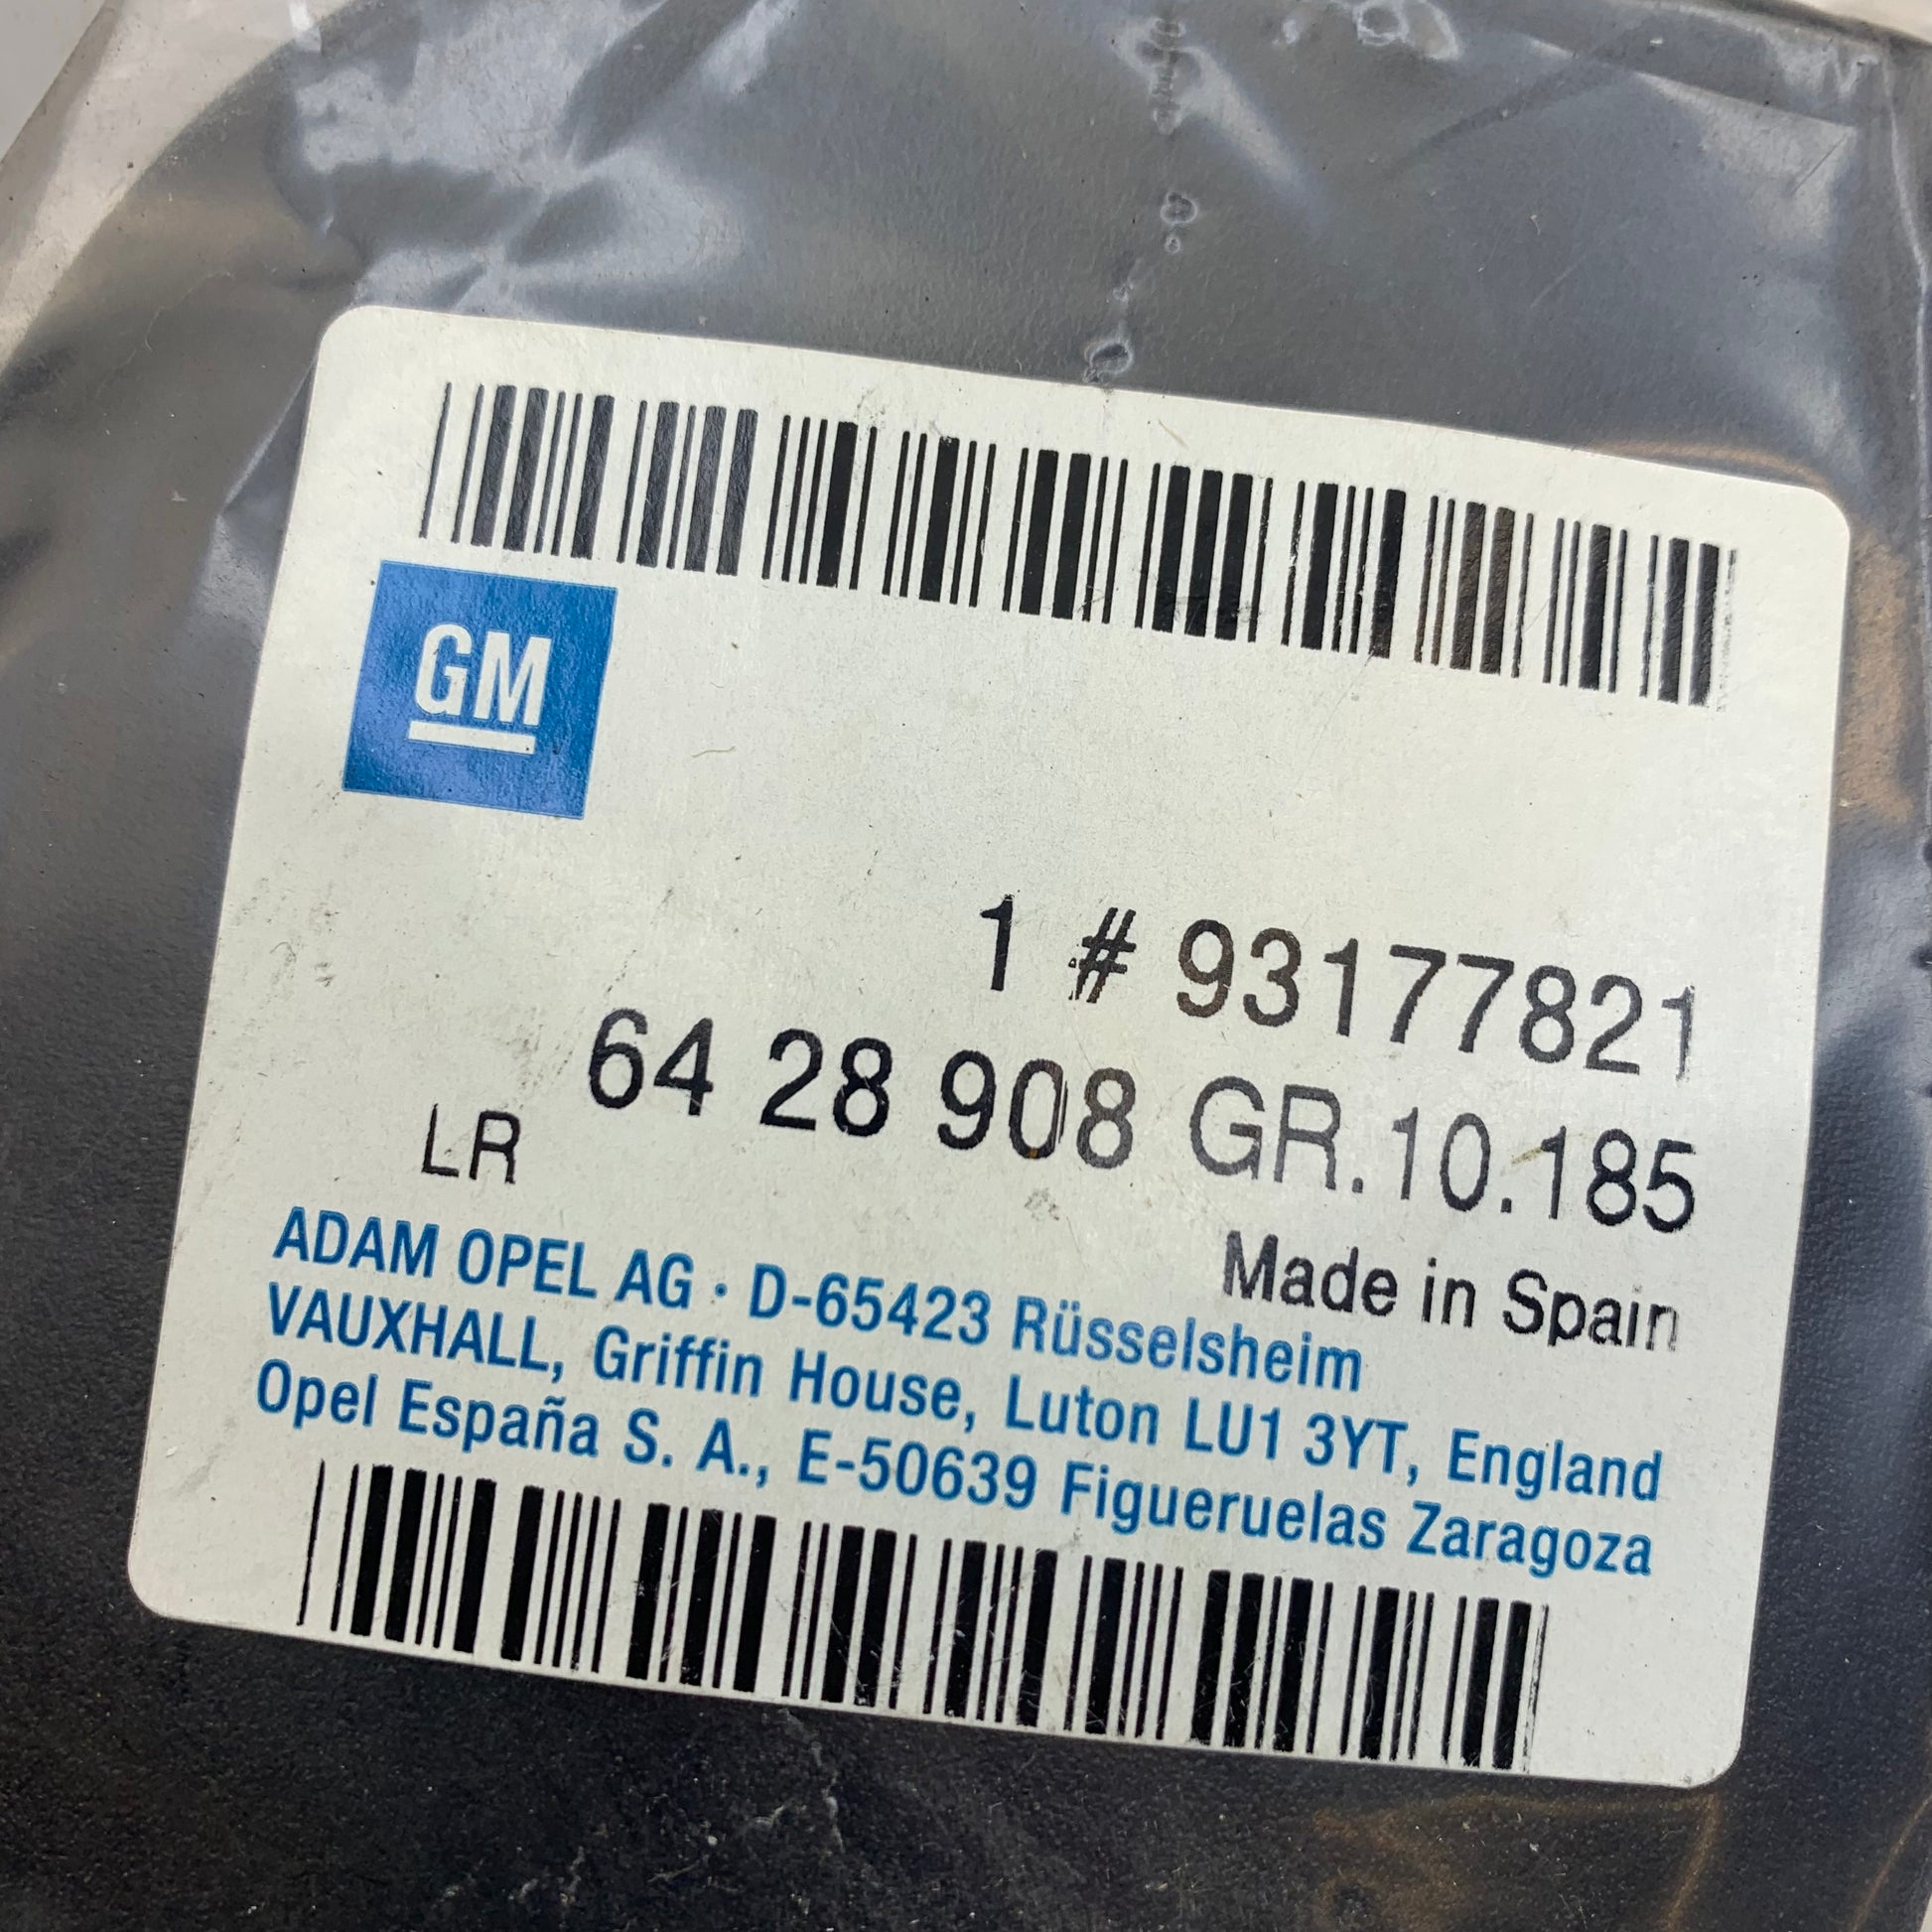 GM
1 # 93177821
64 28 908 GR.10.185
LR
Made in Spain
ADAM OPEL AG · D-65423 Rüsselsheim
VAUXHALL, Griffin House, Luton LU1 3YT, England
Opel España S. A., E-50639 Figueruelas Zaragoza